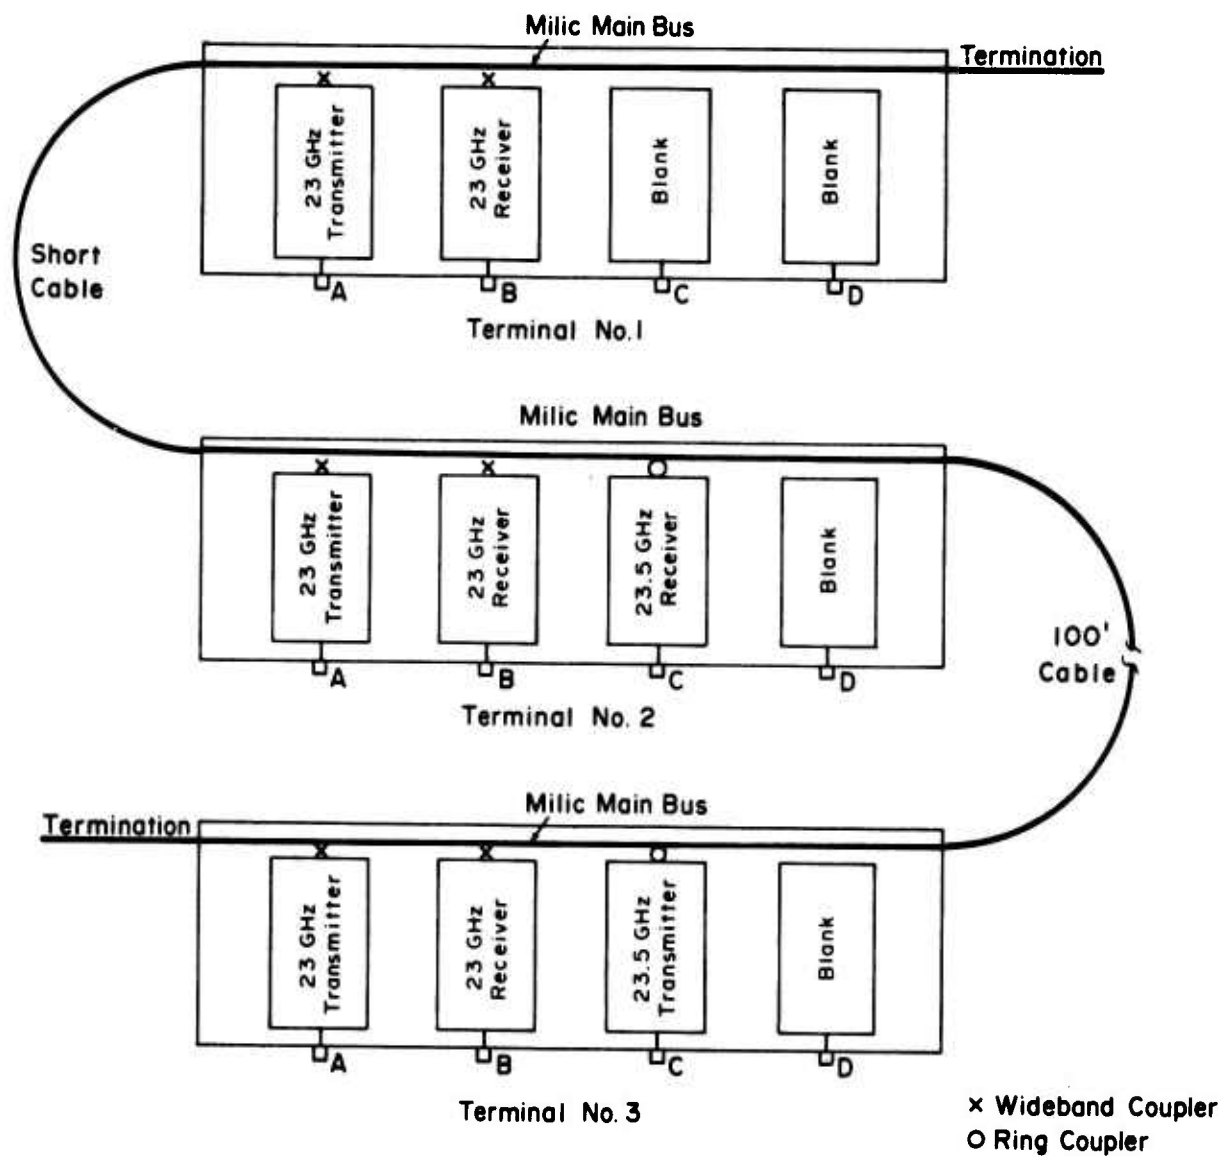 Milic Main Bus
Termination
23 GHz
Transmitter
23 GHz
Receiver
Blank
Blank
Short
Cable
A
B
C
D
Terminal No. 1
Milic Main Bus
23 GHz
Transmitter
23 GHz
Receiver
23.5 GHz
Receiver
Blank
100'
Cable
A
B
C
D
Terminal No. 2
Milic Main Bus
Termination
23 GHz
Transmitter
23 GHz
Receiver
23.5 GHz
Transmitter
Blank
A
B
C
D
Terminal No. 3
x Wideband Coupler
O Ring Coupler